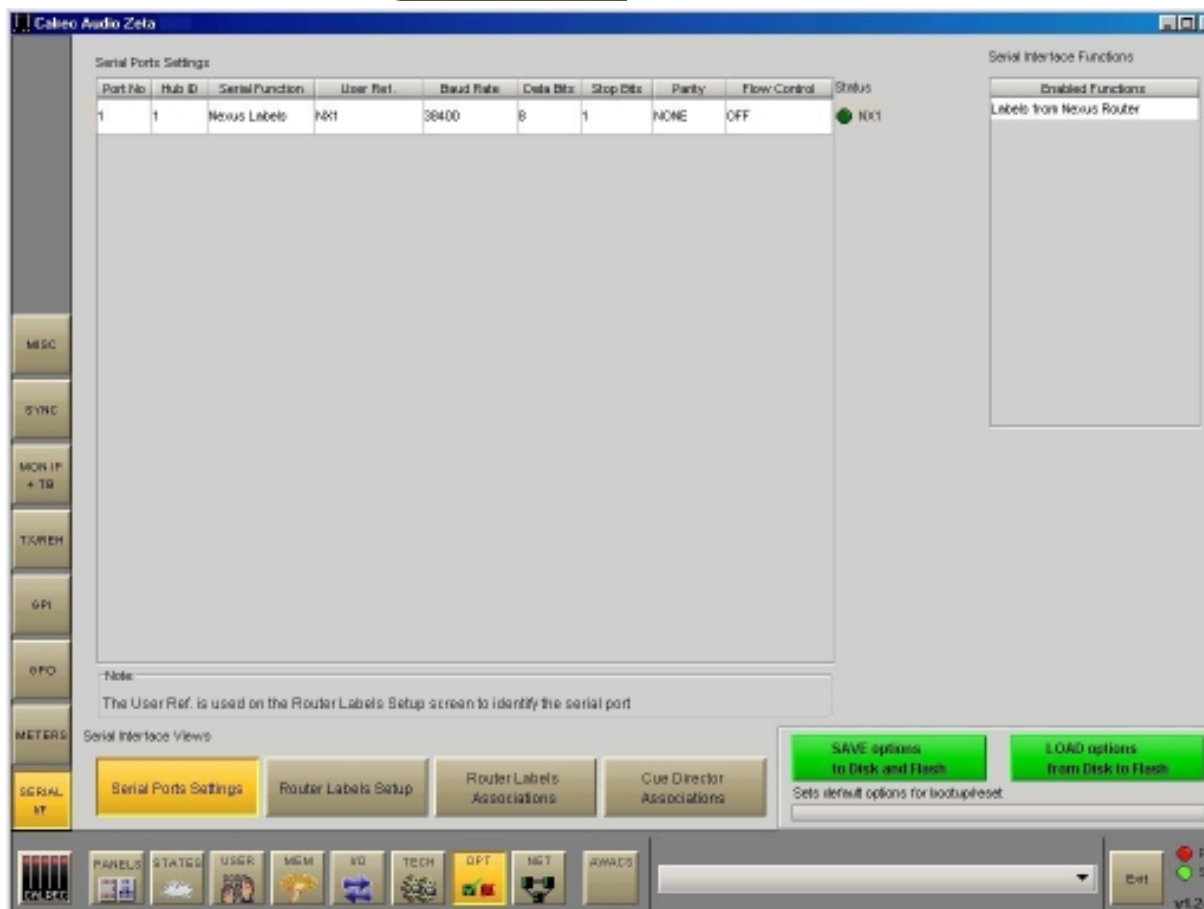 Calrec Audio Zeta
Serial Ports Settings
Port No Hub ID Serial Function User Ref. Baud Rate Data Bits Stop Bits Parity Flow Control
1 1 Nexus Labels NX1 38400 8 1 NONE OFF
Status
NX1
Serial Interface Functions
Enabled Functions
Labels from Nexus Router
MISC
SYNC
MON IP
+ TB
TX/REH
GPI
GPO
METERS
SERIAL
I/F
Note:
The User Ref. is used on the Router Labels Setup screen to identify the serial port
Serial Interface Views
Serial Ports Settings
Router Labels Setup
Router Labels
Associations
Cue Director
Associations
SAVE options
to Disk and Flash
LOAD options
from Disk to Flash
Sets default options for bootup/reset
CALREC
PANELS
STATES
USER
MEM
I/O
TECH
OPT
NET
AWACS
Exit